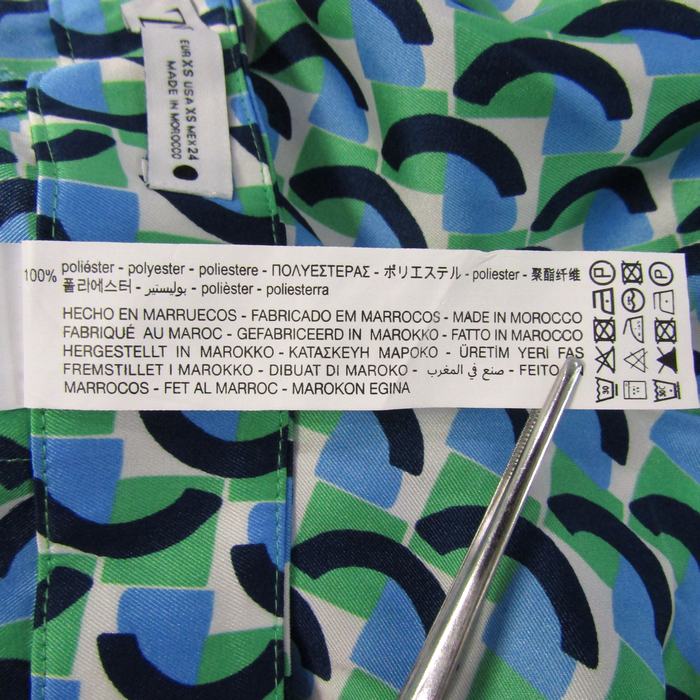 EUR XS USA XS MEX 24
MADE IN MOROCCO
100% poliéster - polyester - poliestere - ΠΟΛΥΕΣΤΕΡΑΣ - ポリエステル - poliester - 聚酯纤维
폴리에스터 - بوليستير - polièster - poliesterra
HECHO EN MARRUECOS - FABRICADO EM MARROCOS - MADE IN MOROCCO
FABRIQUÉ AU MAROC - GEFABRICEERD IN MAROKKO - FATTO IN MAROCCO
HERGESTELLT IN MAROKKO - ΚΑΤΑΣΚΕΥΗ ΜΑΡΟΚΟ - ÜRETİM YERİ FAS
FREMSTILLET I MAROKKO - DIBUAT DI MAROKO - صنع في المغرب - FEITO
MARROCOS - FET AL MARROC - MAROKON EGINA